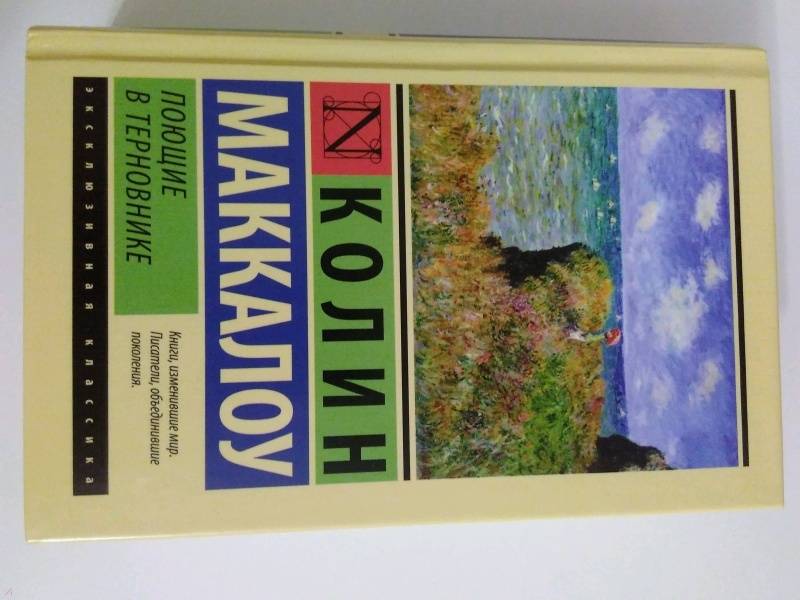 N
КОЛИН
МАККАЛОУ
ПОЮЩИЕ
В ТЕРНОВНИКЕ
Книги, изменившие мир.
Писатели, объединившие
поколения.
ЭКСКЛЮЗИВНАЯ КЛАССИКА